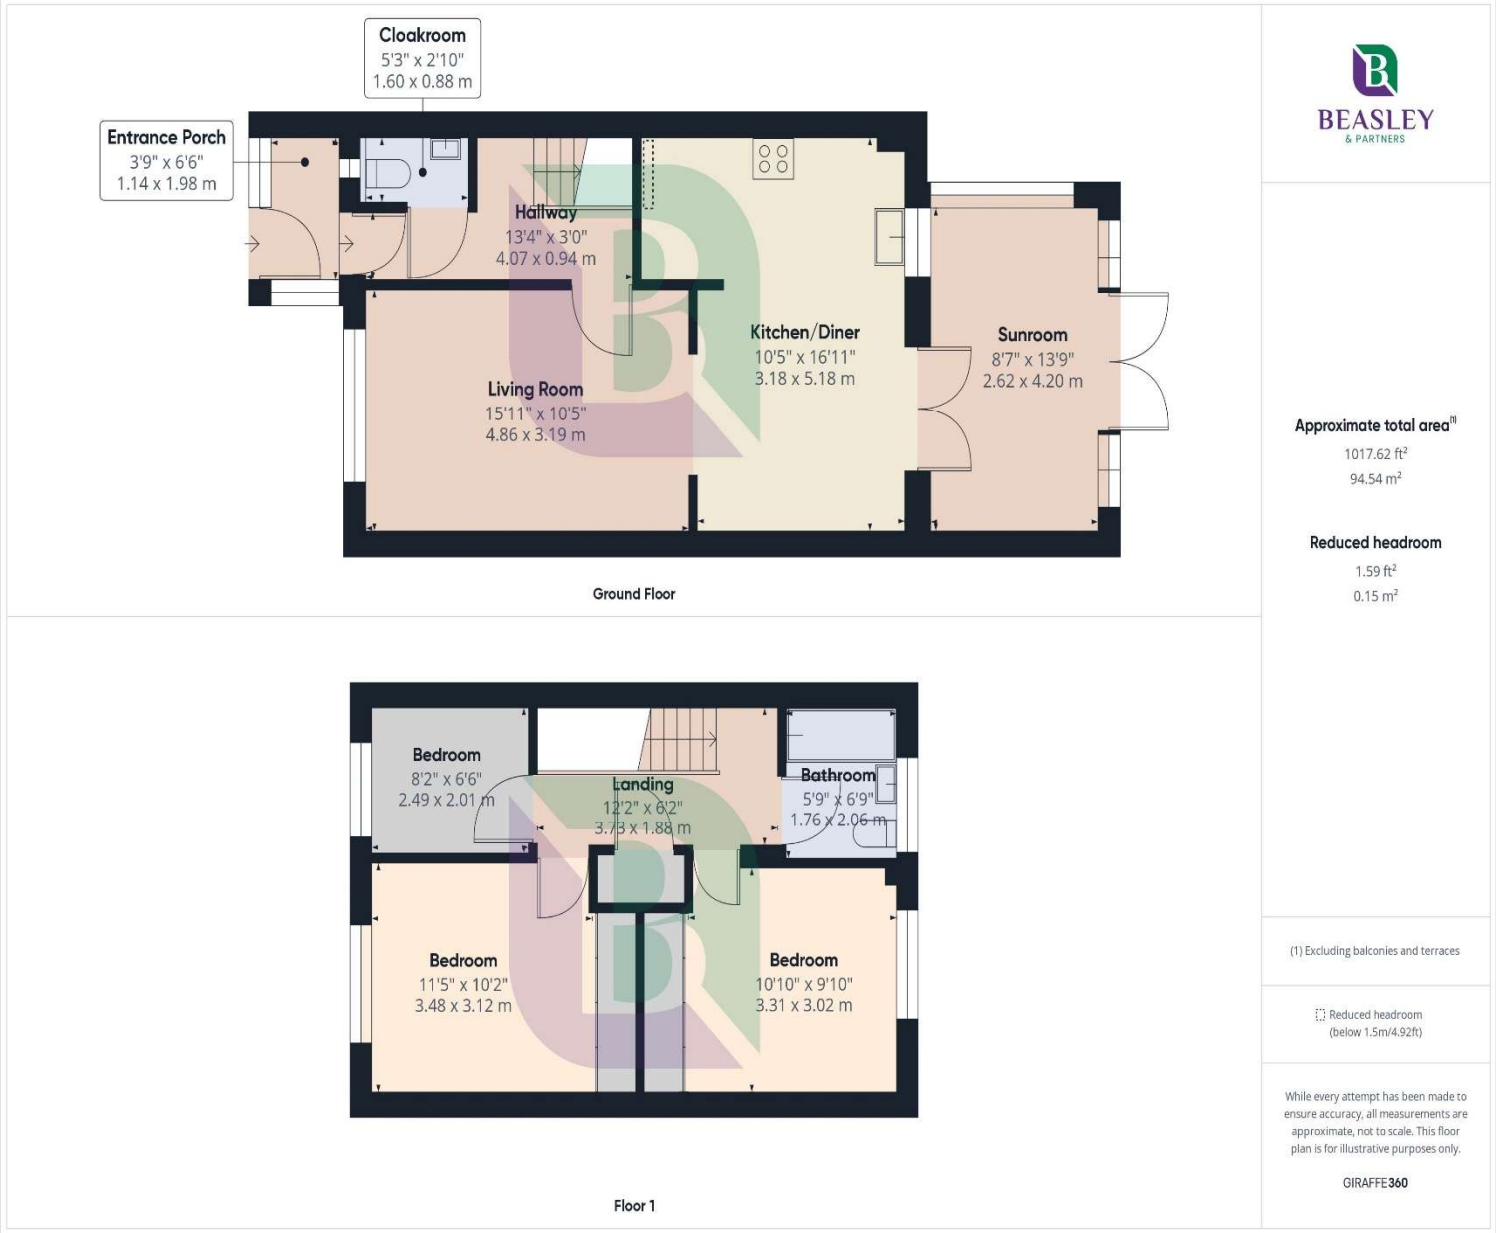 Cloakroom
5'3" x 2'10"
1.60 x 0.88 m
Entrance Porch
3'9" x 6'6"
1.14 x 1.98 m
Hallway
13'4" x 3'0"
4.07 x 0.94 m
Kitchen/Diner
10'5" x 16'11"
3.18 x 5.18 m
Sunroom
8'7" x 13'9"
2.62 x 4.20 m
Living Room
15'11" x 10'5"
4.86 x 3.19 m
Ground Floor
Bedroom
8'2" x 6'6"
2.49 x 2.01 m
Landing
12'2" x 6'2"
3.73 x 1.88 m
Bathroom
5'9" x 6'9"
1.76 x 2.06 m
Bedroom
11'5" x 10'2"
3.48 x 3.12 m
Bedroom
10'10" x 9'10"
3.31 x 3.02 m
Floor 1
B
BEASLEY
& PARTNERS
Approximate total area(1)
1017.62 ft²
94.54 m²
Reduced headroom
1.59 ft²
0.15 m²
(1) Excluding balconies and terraces
Reduced headroom
(below 1.5m/4.92ft)
While every attempt has been made to
ensure accuracy, all measurements are
approximate, not to scale. This floor
plan is for illustrative purposes only.
GIRAFFE360